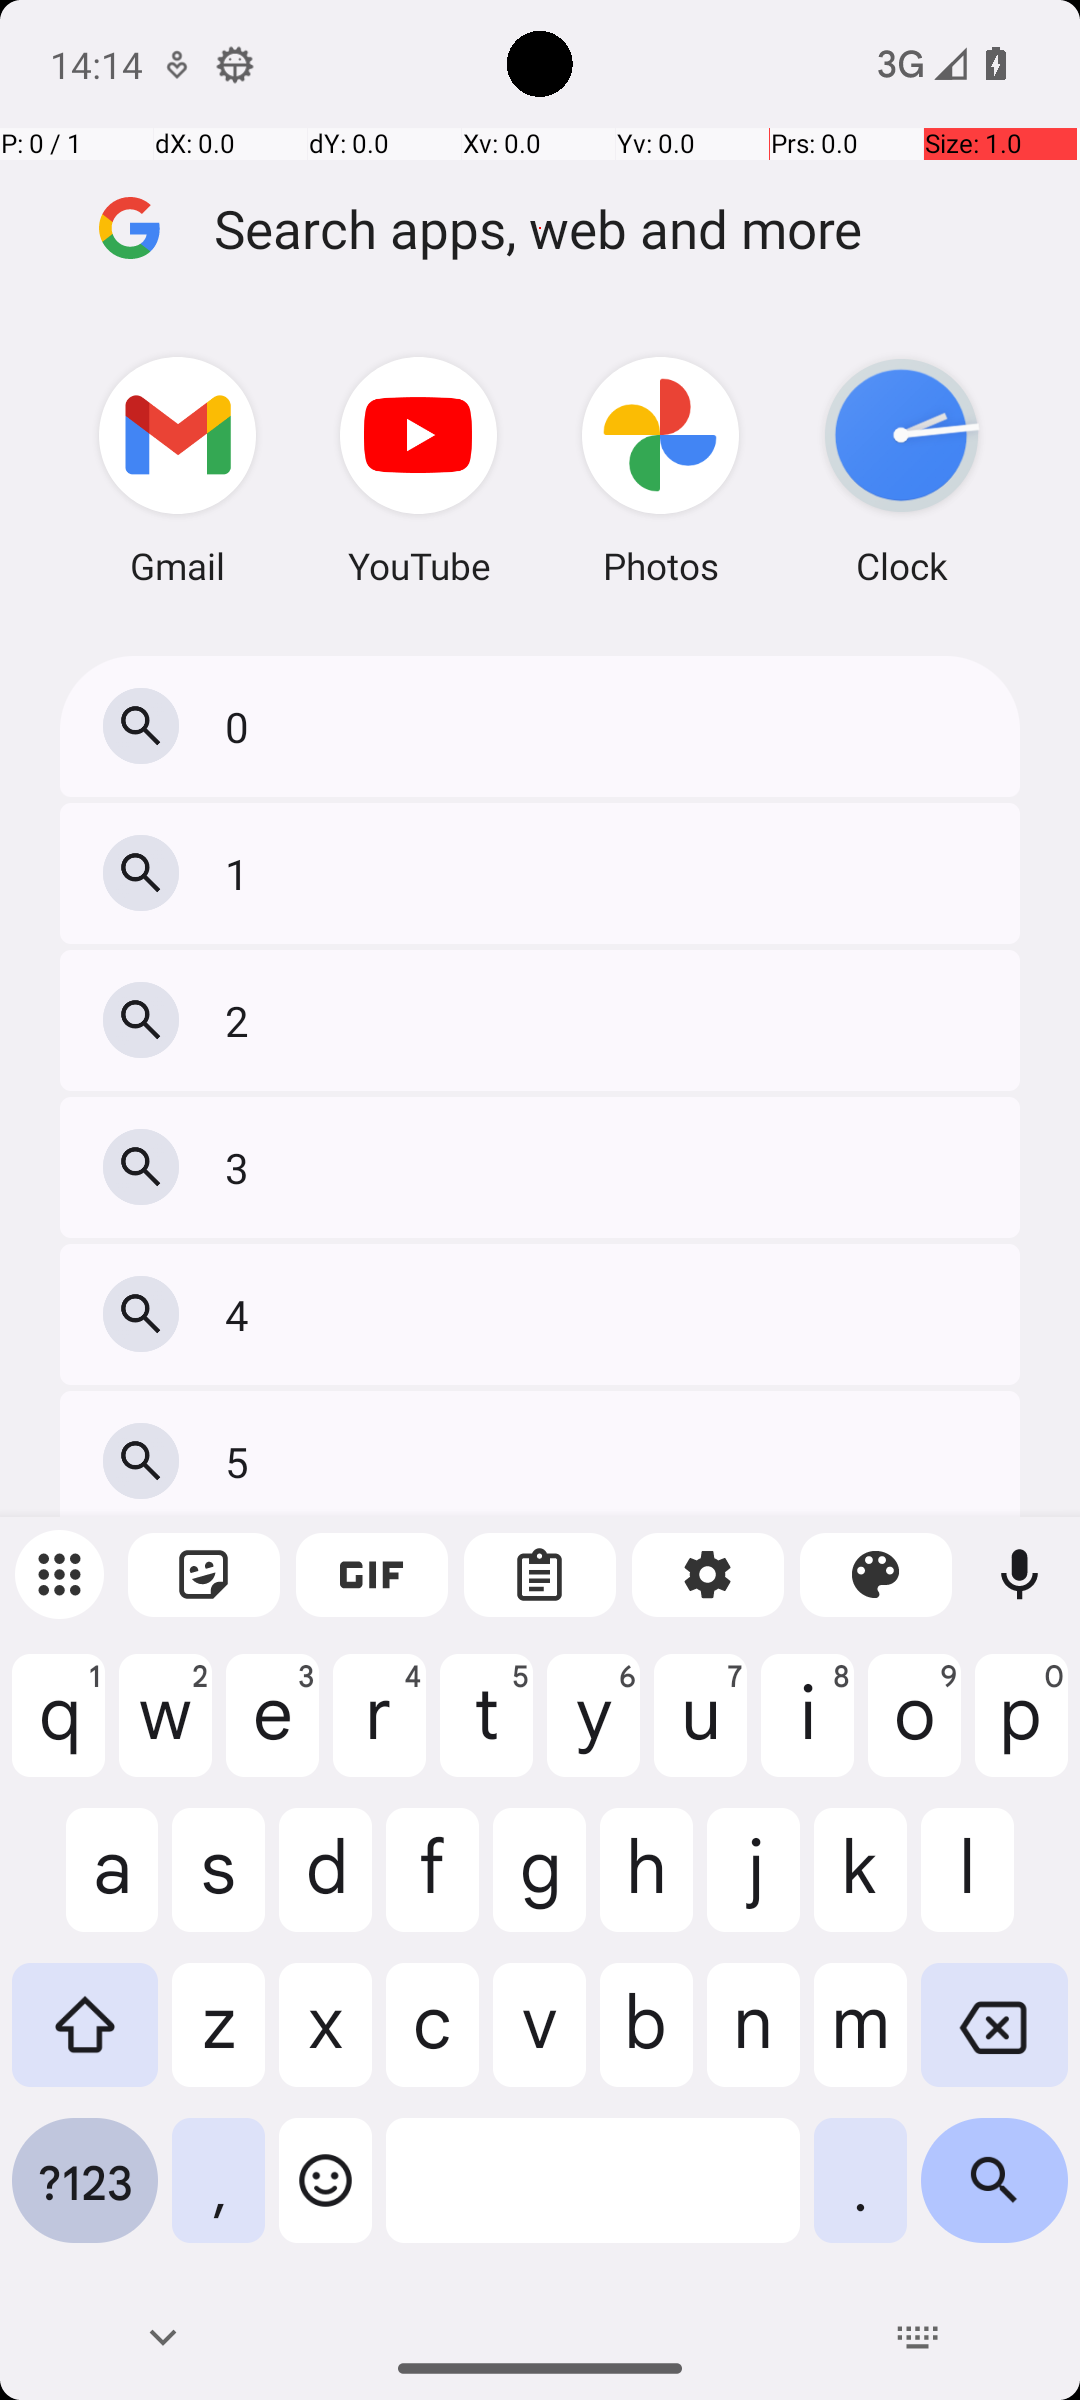 14:14 3G
P: 0 / 1 dX: 0.0 dY: 0.0 Xv: 0.0 Yv: 0.0 Prs: 0.0 Size: 1.0
Search apps, web and more
Gmail YouTube Photos Clock
0
1
2
3
4
5
GIF
q 1 w 2 e 3 r 4 t 5 y 6 u 7 i 8 o 9 p 0
a s d f g h j k l
z x c v b n m
?123 , .